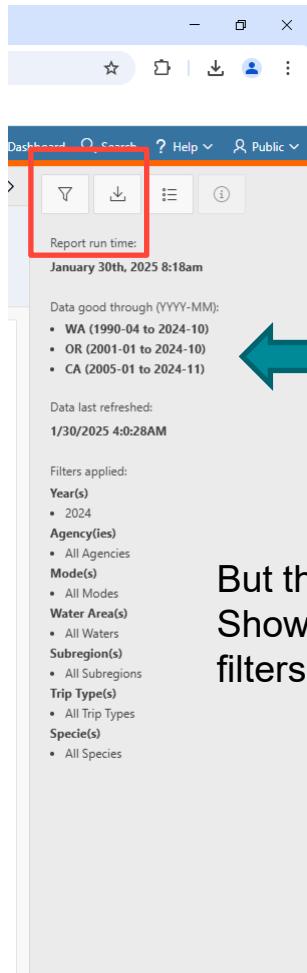 Dashboard Search ? Help Public
Report run time:
January 30th, 2025 8:18am
Data good through (YYYY-MM):
• WA (1990-04 to 2024-10)
• OR (2001-01 to 2024-10)
• CA (2005-01 to 2024-11)
Data last refreshed:
1/30/2025 4:0:28AM
Filters applied:
Year(s)
• 2024
Agency(ies)
• All Agencies
Mode(s)
• All Modes
Water Area(s)
• All Waters
Subregion(s)
• All Subregions
Trip Type(s)
• All Trip Types
Specie(s)
• All Species
But th
Show
filters